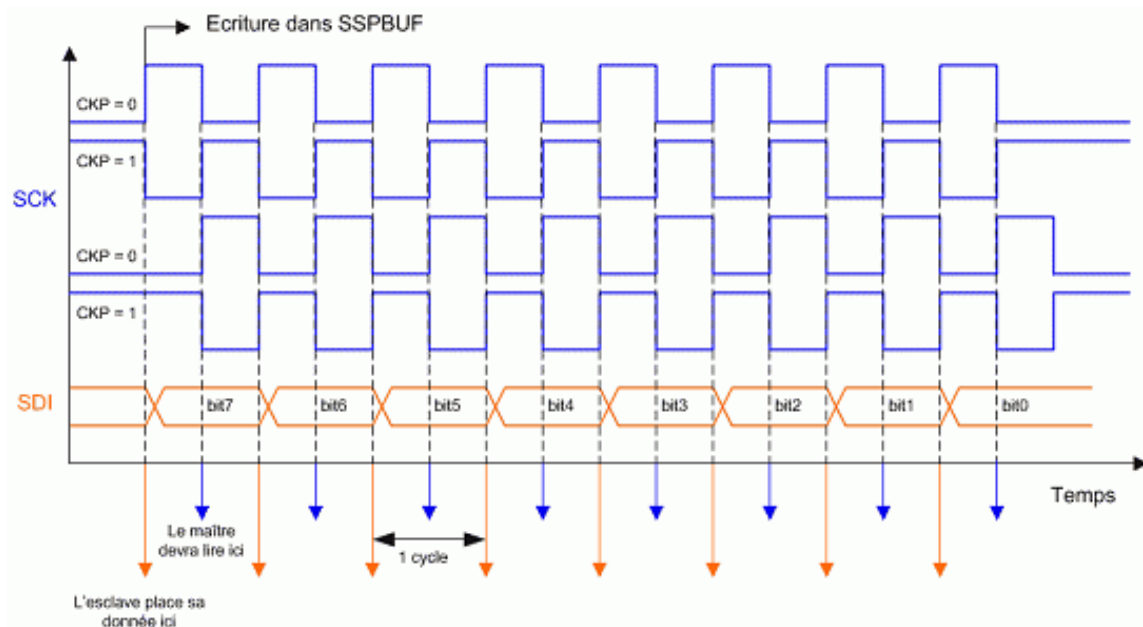 Ecriture dans SSPBUF
CKP = 0
CKP = 1
SCK
CKP = 0
CKP = 1
SDI
bit7
bit6
bit5
bit4
bit3
bit2
bit1
bit0
Temps
Le maître
devra lire ici
1 cycle
L'esclave place sa
donnée ici